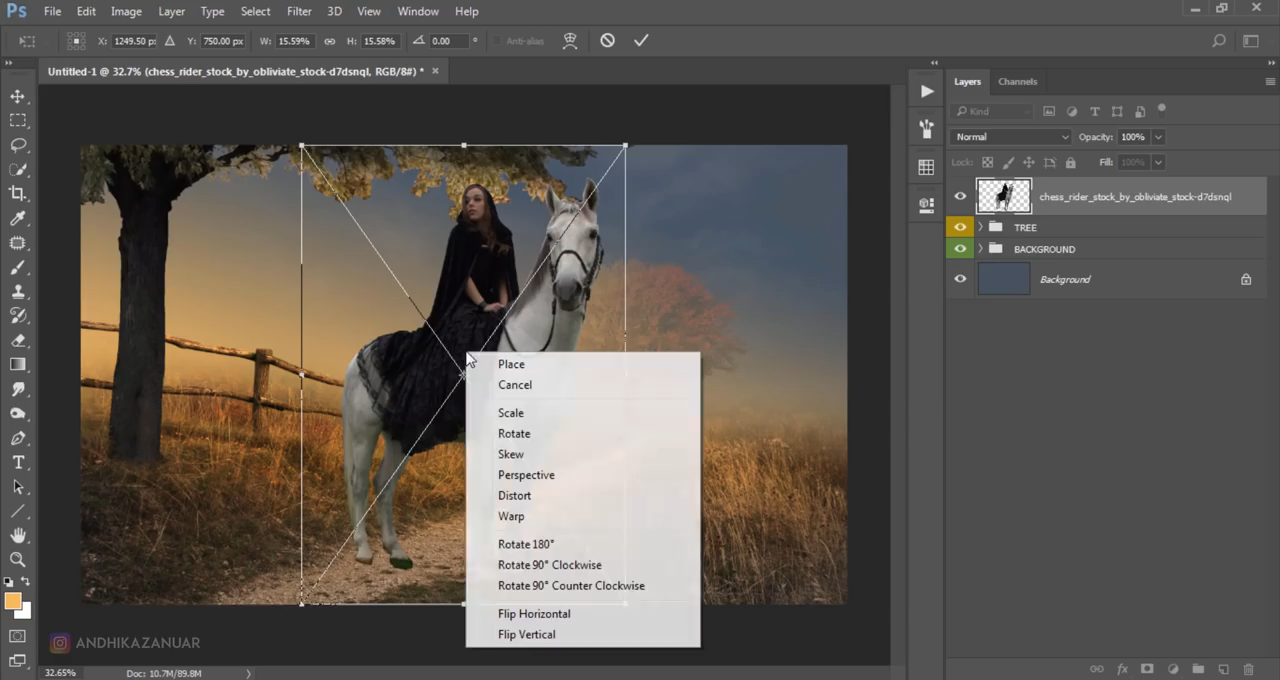 Ps File Edit Image Layer Type Select Filter 3D View Window Help
X: 1249.50 p: Y: 750.00 px W: 15.59% H: 15.58% 0.00 ° Anti-alias
Untitled-1 @ 32.7% (chess_rider_stock_by_obliviate_stock-d7dsnql, RGB/8#) * ×
Layers Channels
Kind
Normal Opacity: 100%
Lock: Fill: 100%
chess_rider_stock_by_obliviate_stock-d7dsnql
TREE
BACKGROUND
Background
Place
Cancel
Scale
Rotate
Skew
Perspective
Distort
Warp
Rotate 180°
Rotate 90° Clockwise
Rotate 90° Counter Clockwise
Flip Horizontal
Flip Vertical
ANDHIKAZANUAR
32.65% Doc: 10.7M/89.8M